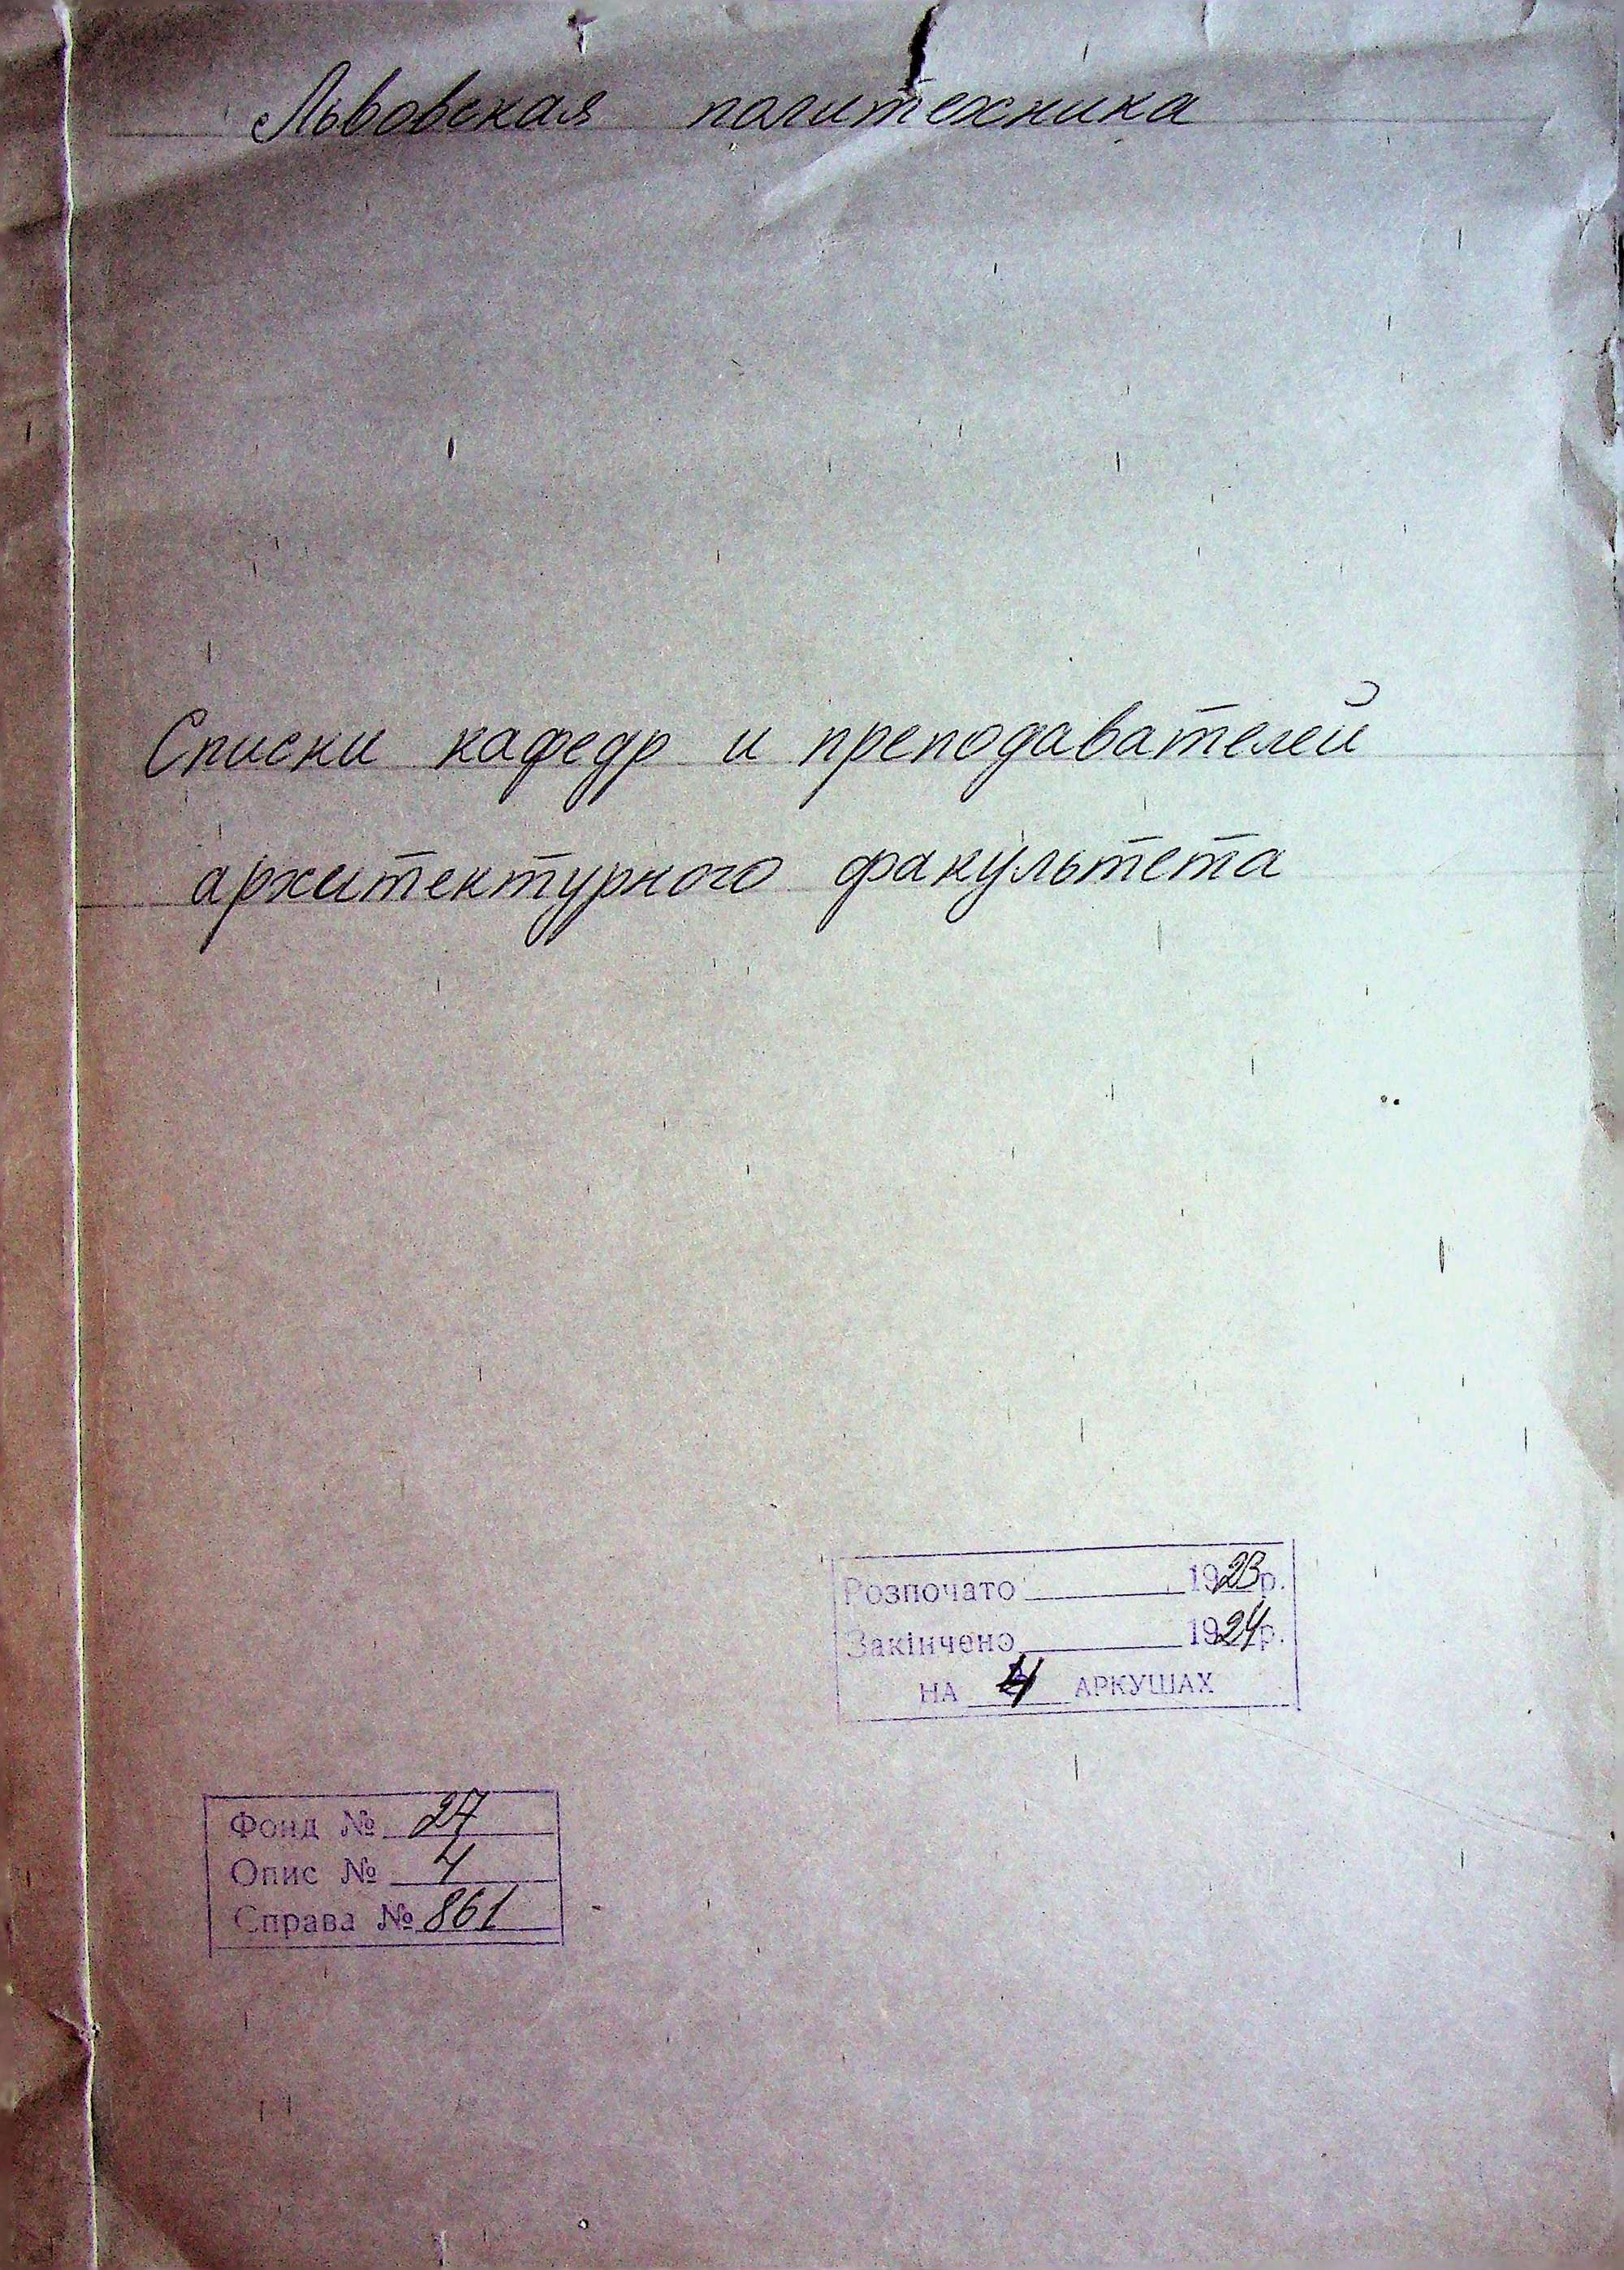 Львовская политехника
Списки кафедр и преподавателей
архитектурного факультета
Розпочато 1923 р.
Закінчено 1924 р.
НА 4 АРКУШАХ
Фонд № 27
Опис № 4
Справа № 861